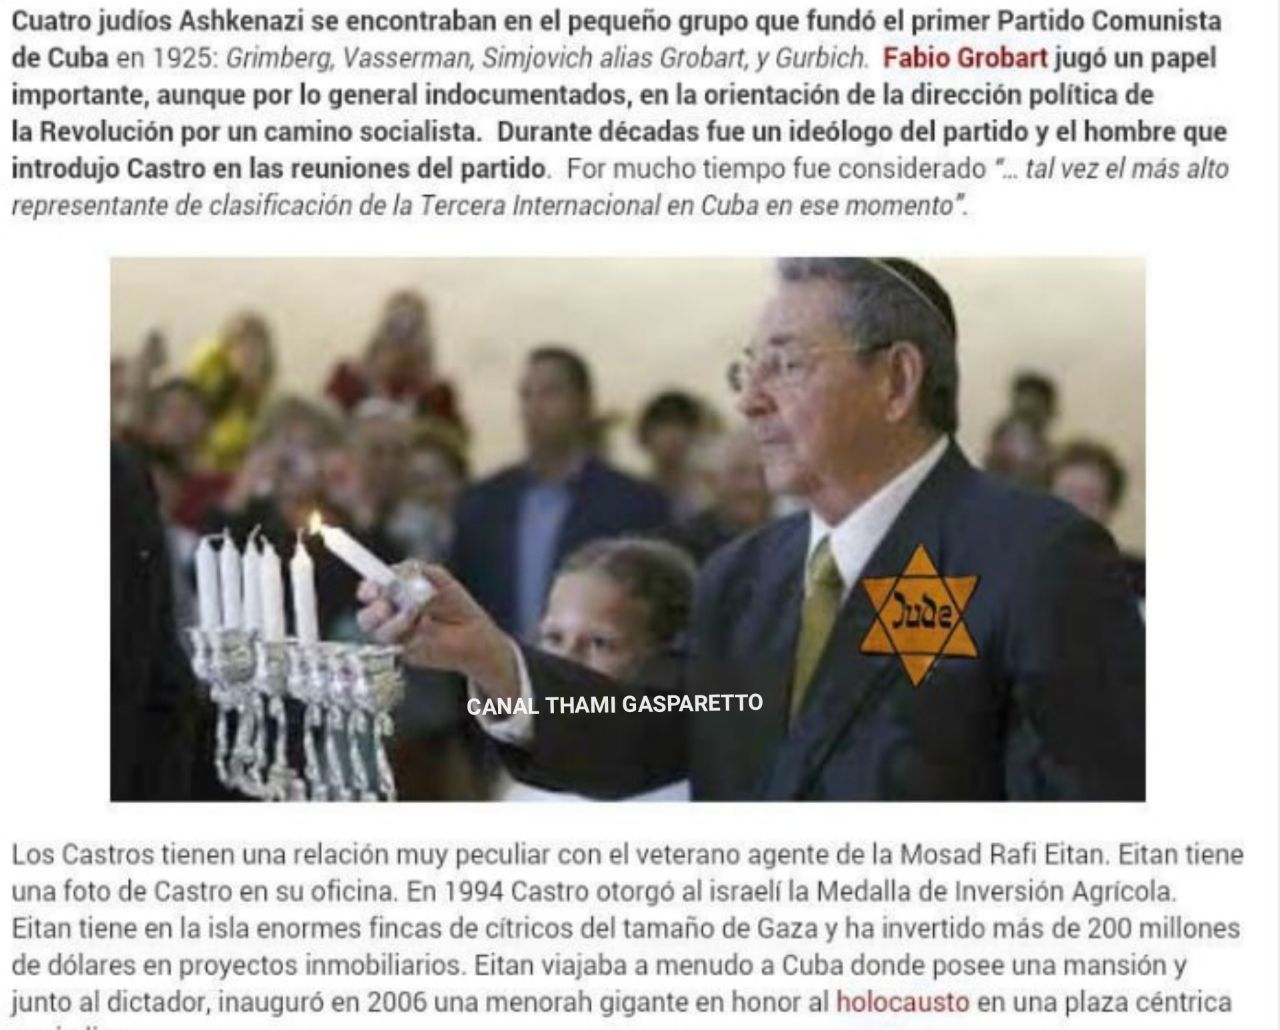 Cuatro judíos Ashkenazi se encontraban en el pequeño grupo que fundó el primer Partido Comunista
de Cuba en 1925: Grimberg, Vasserman, Simjovich alias Grobart, y Gurbich. Fabio Grobart jugó un papel
importante, aunque por lo general indocumentados, en la orientación de la dirección política de
la Revolución por un camino socialista. Durante décadas fue un ideólogo del partido y el hombre que
introdujo Castro en las reuniones del partido. For mucho tiempo fue considerado “... tal vez el más alto
representante de clasificación de la Tercera Internacional en Cuba en ese momento”.
Jude
CANAL THAMI GASPARETTO
Los Castros tienen una relación muy peculiar con el veterano agente de la Mosad Rafi Eitan. Eitan tiene
una foto de Castro en su oficina. En 1994 Castro otorgó al israelí la Medalla de Inversión Agrícola.
Eitan tiene en la isla enormes fincas de cítricos del tamaño de Gaza y ha invertido más de 200 millones
de dólares en proyectos inmobiliarios. Eitan viajaba a menudo a Cuba donde posee una mansión y
junto al dictador, inauguró en 2006 una menorah gigante en honor al holocausto en una plaza céntrica